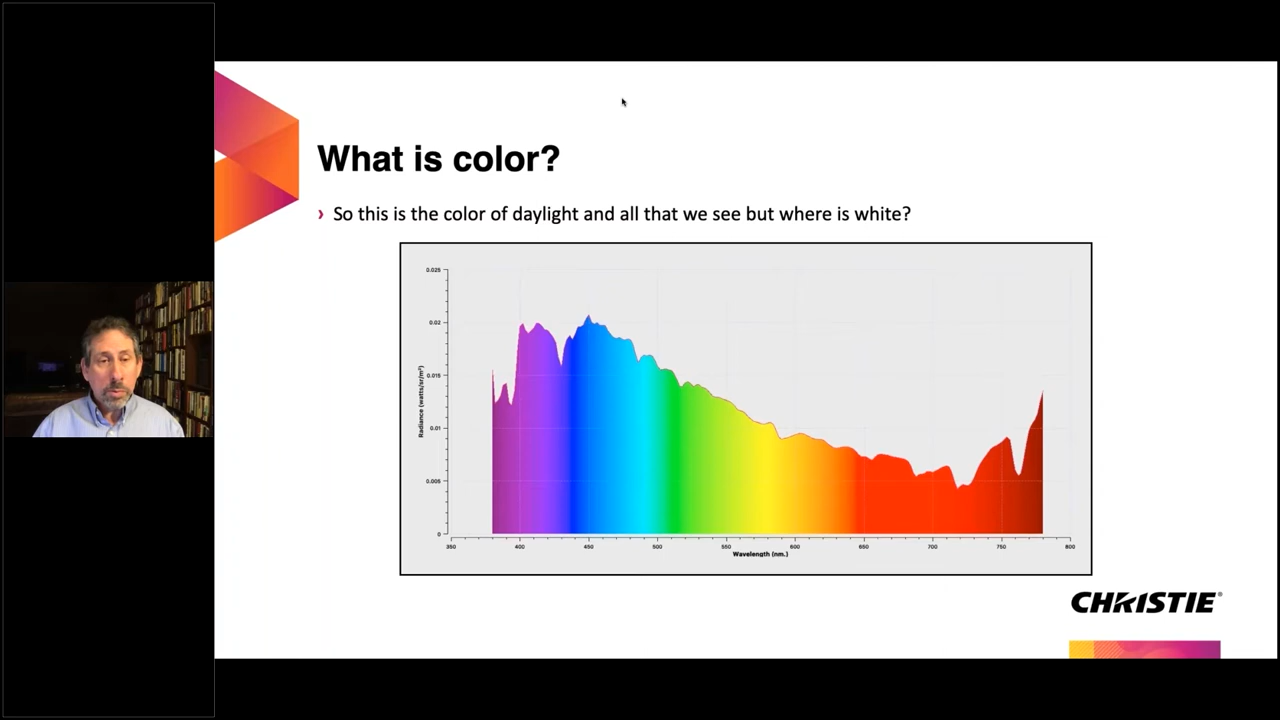 What is color?
› So this is the color of daylight and all that we see but where is white?
0.025
0.02
0.015
0.01
0.005
0
Radiance (watts/sr/m²)
350 400 450 500 550 600 650 700 750 800
Wavelength (nm.)
CHRISTIE®